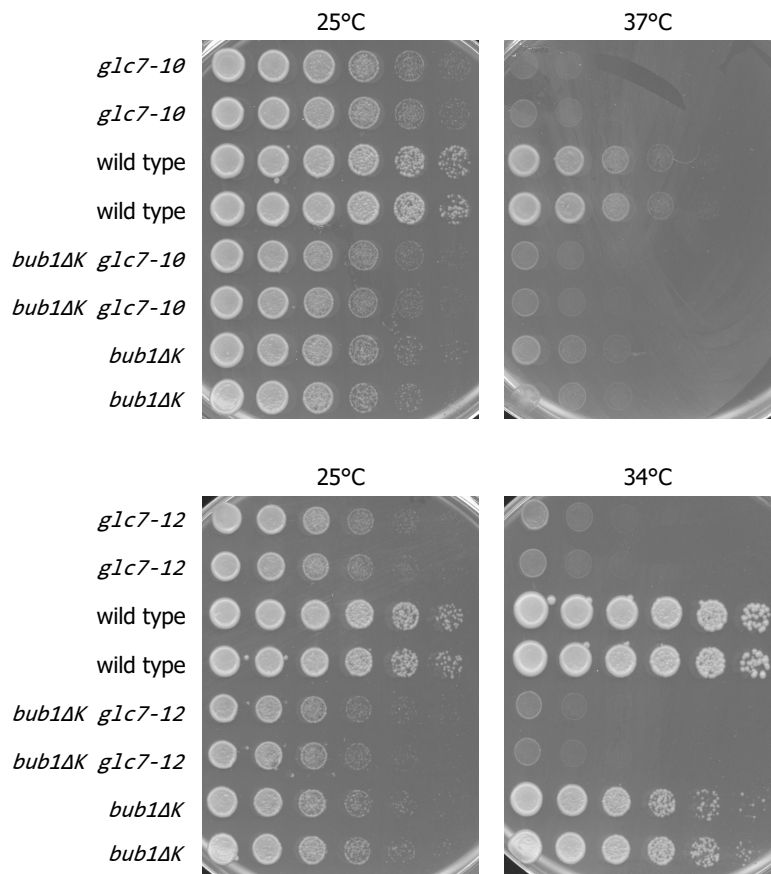 25°C 37°C
glc7-10
glc7-10
wild type
wild type
bub1ΔK glc7-10
bub1ΔK glc7-10
bub1ΔK
bub1ΔK
25°C 34°C
glc7-12
glc7-12
wild type
wild type
bub1ΔK glc7-12
bub1ΔK glc7-12
bub1ΔK
bub1ΔK